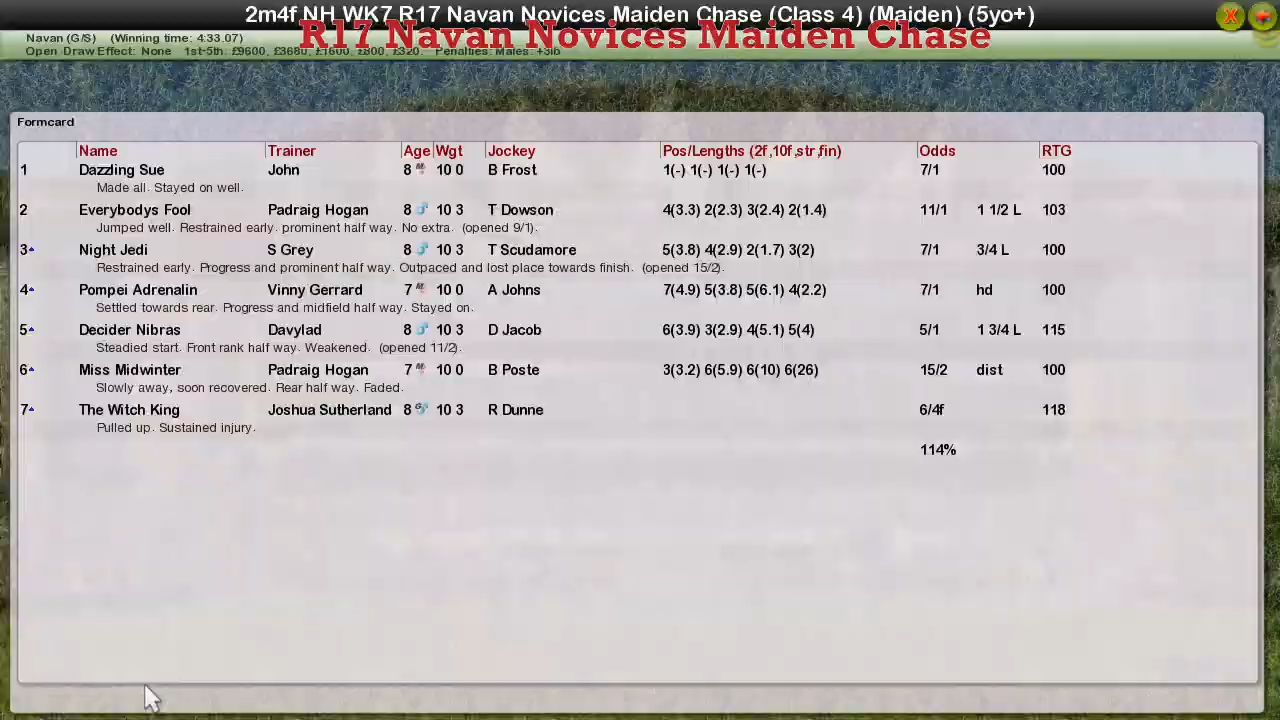 2m4f NH WK7 R17 Navan Novices Maiden Chase (Class 4) (Maiden) (5yo+)
R17 Navan Novices Maiden Chase
Navan (G/S) (Winning time: 4:33.07)
Open Draw Effect: None 1st-5th: £9600, £3680, £1600, £800, £320. Penalties: Males: +3lb
Formcard
Name Trainer Age Wgt Jockey Pos/Lengths (2f,10f,str,fin) Odds RTG
1 Dazzling Sue John 8 10 0 B Frost 1(-) 1(-) 1(-) 1(-) 7/1 100
Made all. Stayed on well.
2 Everybodys Fool Padraig Hogan 8 10 3 T Dowson 4(3.3) 2(2.3) 3(2.4) 2(1.4) 11/1 1 1/2 L 103
Jumped well. Restrained early. prominent half way. No extra. (opened 9/1).
3 Night Jedi S Grey 8 10 3 T Scudamore 5(3.8) 4(2.9) 2(1.7) 3(2) 7/1 3/4 L 100
Restrained early. Progress and prominent half way. Outpaced and lost place towards finish. (opened 15/2).
4 Pompei Adrenalin Vinny Gerrard 7 10 0 A Johns 7(4.9) 5(3.8) 5(6.1) 4(2.2) 7/1 hd 100
Settled towards rear. Progress and midfield half way. Stayed on.
5 Decider Nibras Davylad 8 10 3 D Jacob 6(3.9) 3(2.9) 4(5.1) 5(4) 5/1 1 3/4 L 115
Steadied start. Front rank half way. Weakened. (opened 11/2).
6 Miss Midwinter Padraig Hogan 7 10 0 B Poste 3(3.2) 6(5.9) 6(10) 6(26) 15/2 dist 100
Slowly away, soon recovered. Rear half way. Faded.
7 The Witch King Joshua Sutherland 8 10 3 R Dunne 6/4f 118
Pulled up. Sustained injury.
114%